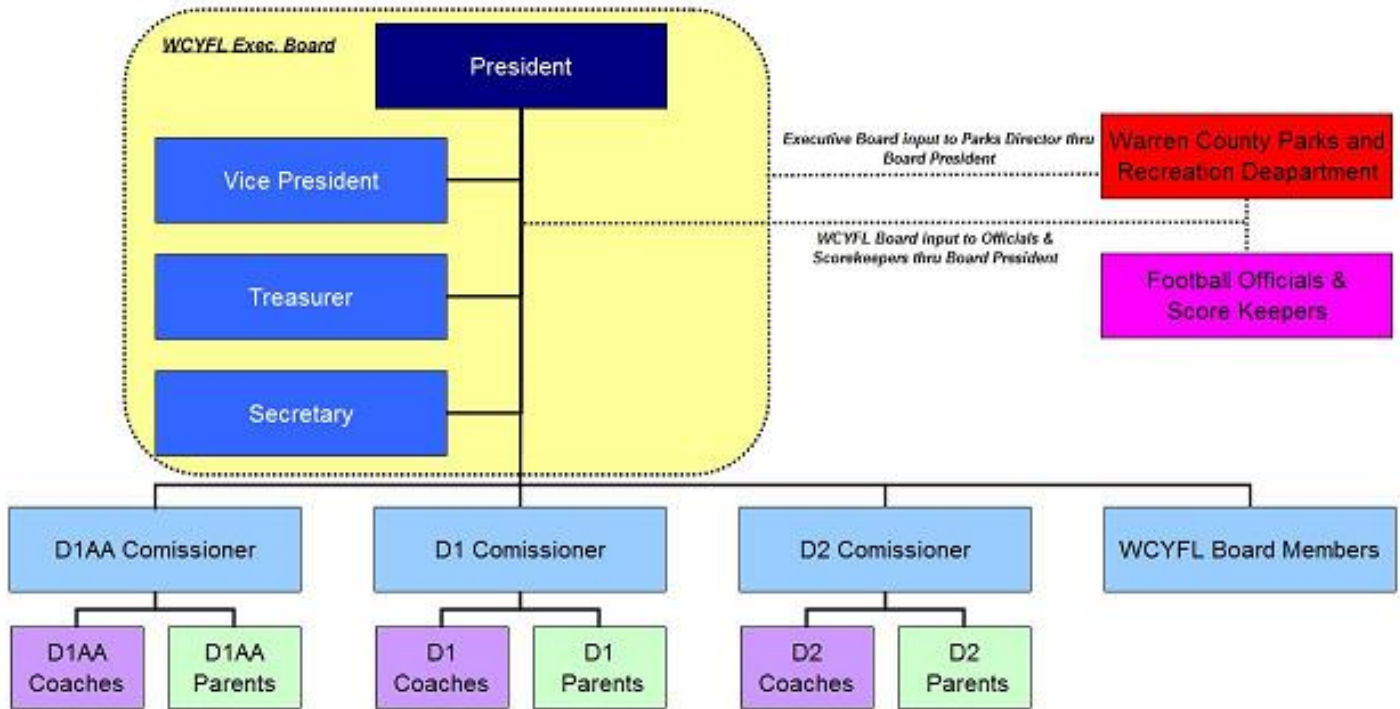 WCYFL Exec. Board
President
Vice President
Treasurer
Secretary
Executive Board input to Parks Director thru
Board President
Warren County Parks and
Recreation Deapartment
WCYFL Board input to Officials &
Scorekeepers thru Board President
Football Officials &
Score Keepers
D1AA Comissioner
D1 Comissioner
D2 Comissioner
WCYFL Board Members
D1AA
Coaches
D1AA
Parents
D1
Coaches
D1
Parents
D2
Coaches
D2
Parents